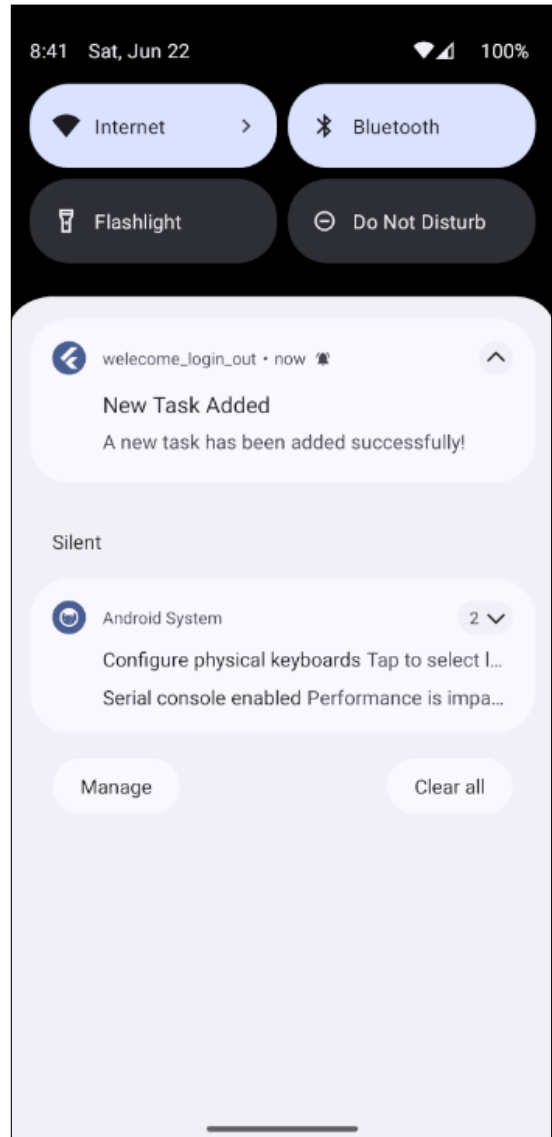 8:41 Sat, Jun 22 100%
Internet
Bluetooth
Flashlight
Do Not Disturb
welecome_login_out • now
New Task Added
A new task has been added successfully!
Silent
Android System 2
Configure physical keyboards Tap to select l...
Serial console enabled Performance is impa...
Manage
Clear all